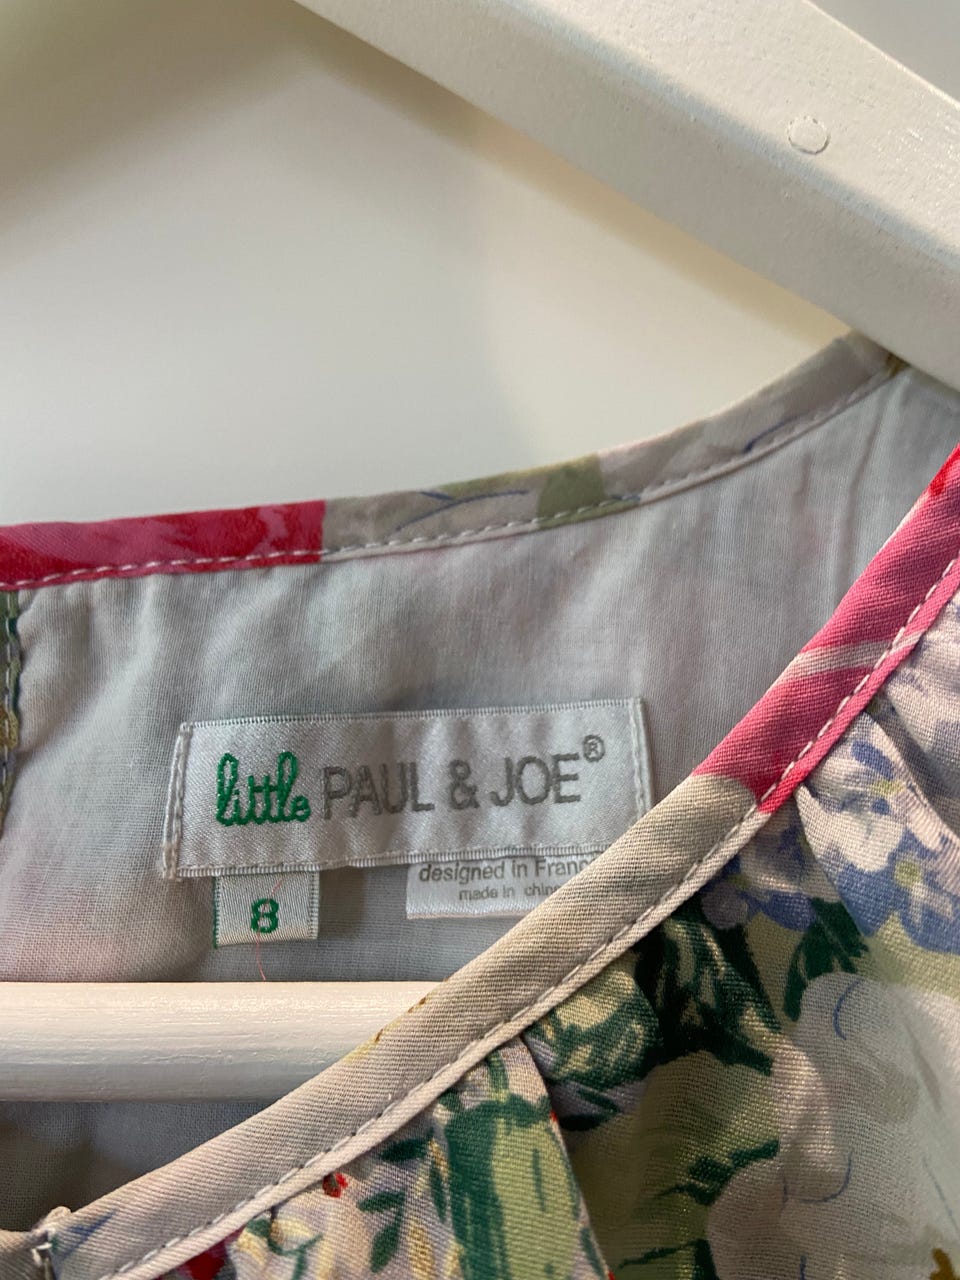 little PAUL & JOE®
designed in
made in
8